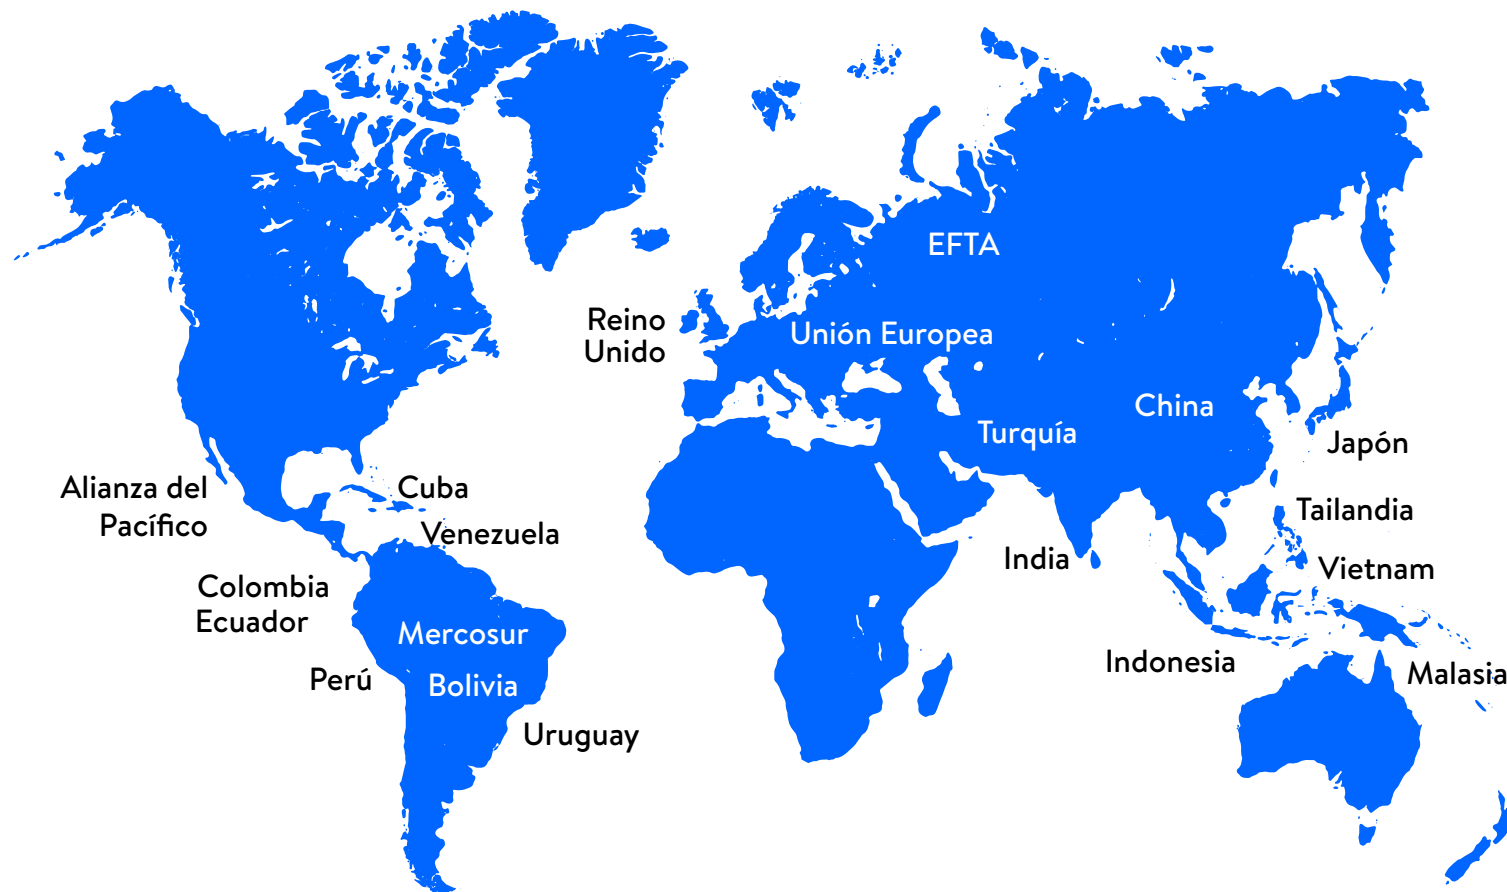 EFTA
Reino
Unido
Unión Europea
China
Turquía
Japón
Alianza del
Pacífico
Cuba
Venezuela
Tailandia
India
Vietnam
Colombia
Ecuador
Mercosur
Perú
Bolivia
Indonesia
Malasia
Uruguay